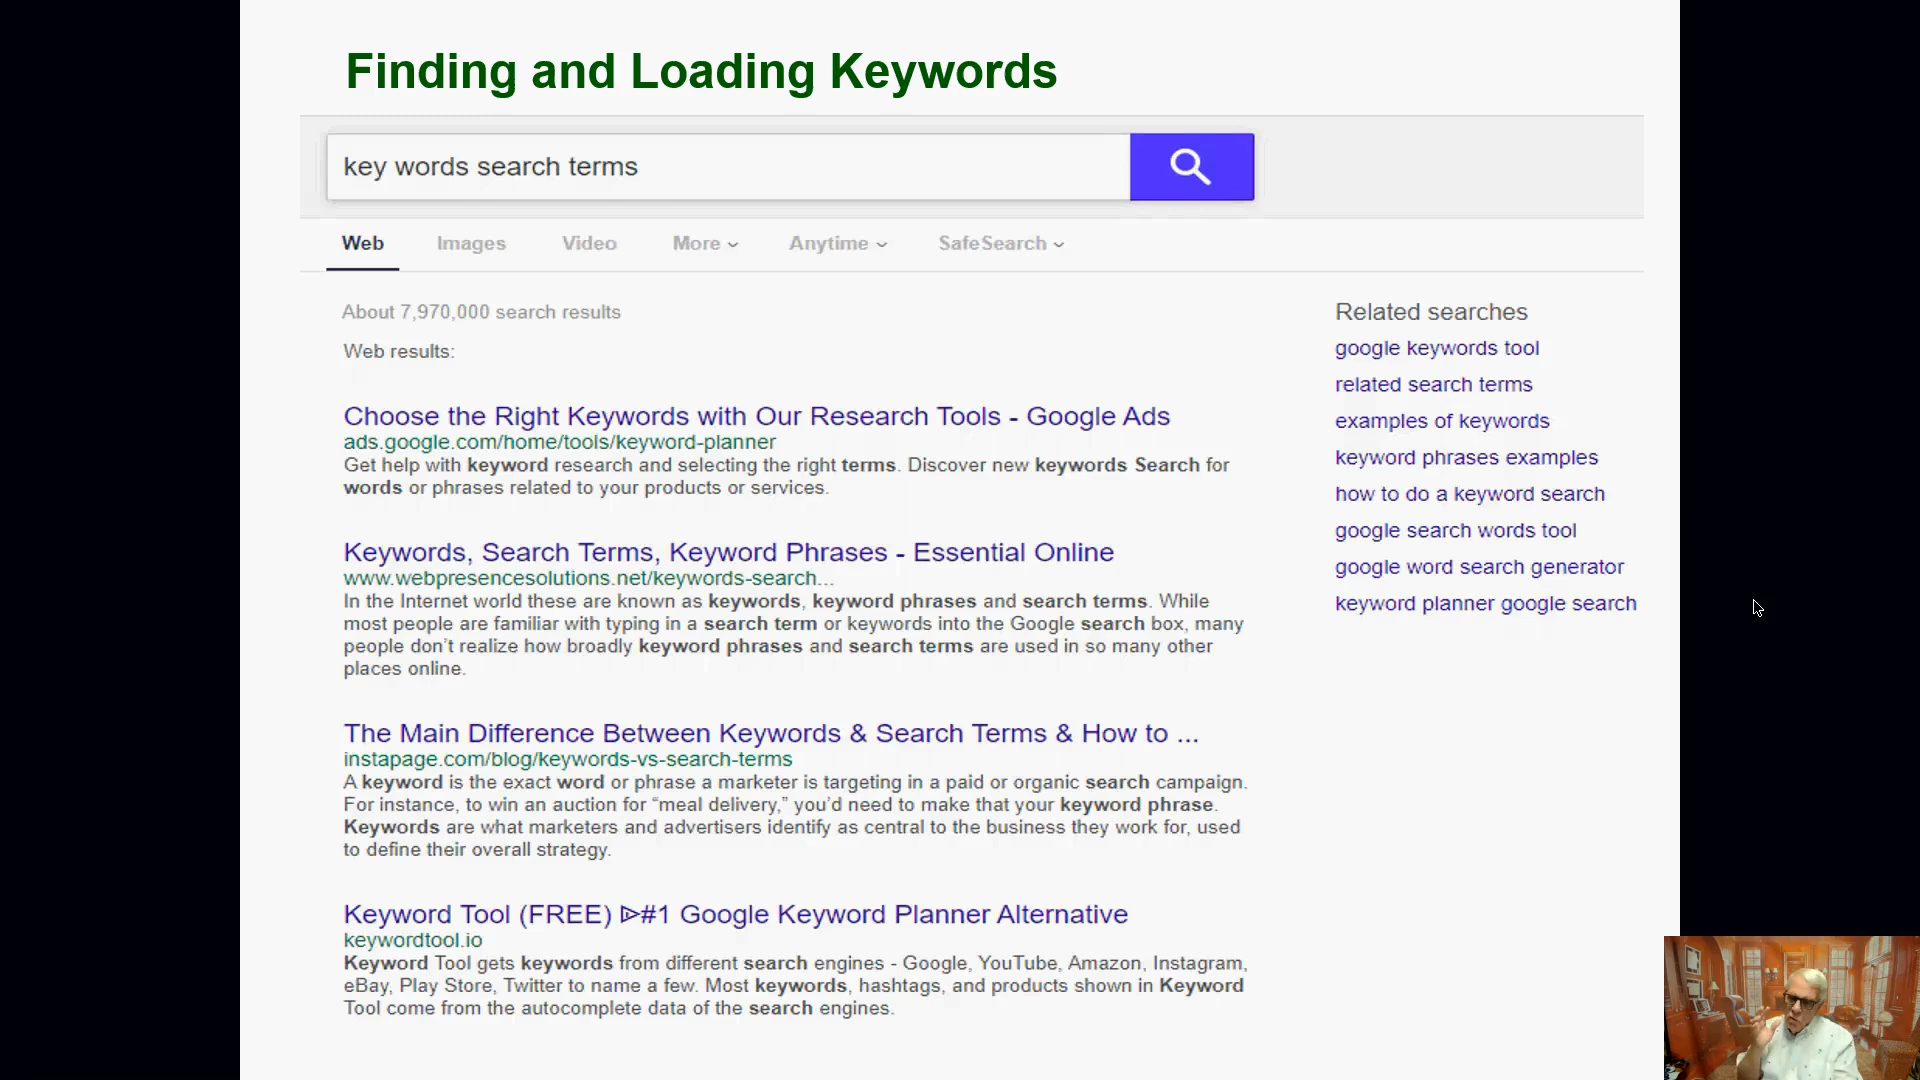 Finding and Loading Keywords
key words search terms
Web Images Video More Anytime SafeSearch
About 7,970,000 search results
Web results:
Choose the Right Keywords with Our Research Tools - Google Ads
ads.google.com/home/tools/keyword-planner
Get help with keyword research and selecting the right terms. Discover new keywords Search for
words or phrases related to your products or services.
Keywords, Search Terms, Keyword Phrases - Essential Online
www.webpresencesolutions.net/keywords-search...
In the Internet world these are known as keywords, keyword phrases and search terms. While
most people are familiar with typing in a search term or keywords into the Google search box, many
people don’t realize how broadly keyword phrases and search terms are used in so many other
places online.
The Main Difference Between Keywords & Search Terms & How to ...
instapage.com/blog/keywords-vs-search-terms
A keyword is the exact word or phrase a marketer is targeting in a paid or organic search campaign.
For instance, to win an auction for “meal delivery,” you’d need to make that your keyword phrase.
Keywords are what marketers and advertisers identify as central to the business they work for, used
to define their overall strategy.
Keyword Tool (FREE) ᐅ#1 Google Keyword Planner Alternative
keywordtool.io
Keyword Tool gets keywords from different search engines - Google, YouTube, Amazon, Instagram,
eBay, Play Store, Twitter to name a few. Most keywords, hashtags, and products shown in Keyword
Tool come from the autocomplete data of the search engines.
Related searches
google keywords tool
related search terms
examples of keywords
keyword phrases examples
how to do a keyword search
google search words tool
google word search generator
keyword planner google search